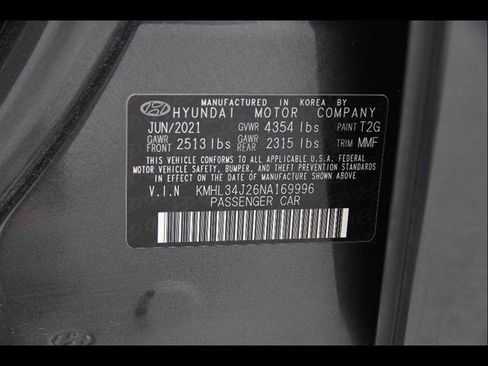 MANUFACTURED IN KOREA BY
HYUNDAI MOTOR COMPANY
JUN/2021 GVWR 4354 lbs PAINT T2G
GAWR FRONT 2513 lbs GAWR REAR 2315 lbs TRIM MMF
THIS VEHICLE CONFORMS TO ALL APPLICABLE U.S.A. FEDERAL
MOTOR VEHICLE SAFETY, BUMPER, AND THEFT PREVENTION
STANDARDS IN EFFECT ON THE DATE OF MANUFACTURE SHOWN ABOVE.
V.I.N KMHL34J26NA169996
PASSENGER CAR